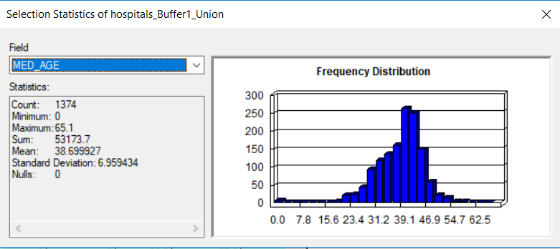 Selection Statistics of hospitals_Buffer1_Union
Field
MED_AGE
Statistics:
Count: 1374
Minimum: 0
Maximum: 65.1
Sum: 53173.7
Mean: 38.699927
Standard Deviation: 6.959434
Nulls: 0
Frequency Distribution
300
250
200
150
100
50
0
0.0 7.8 15.6 23.4 31.2 39.1 46.9 54.7 62.5